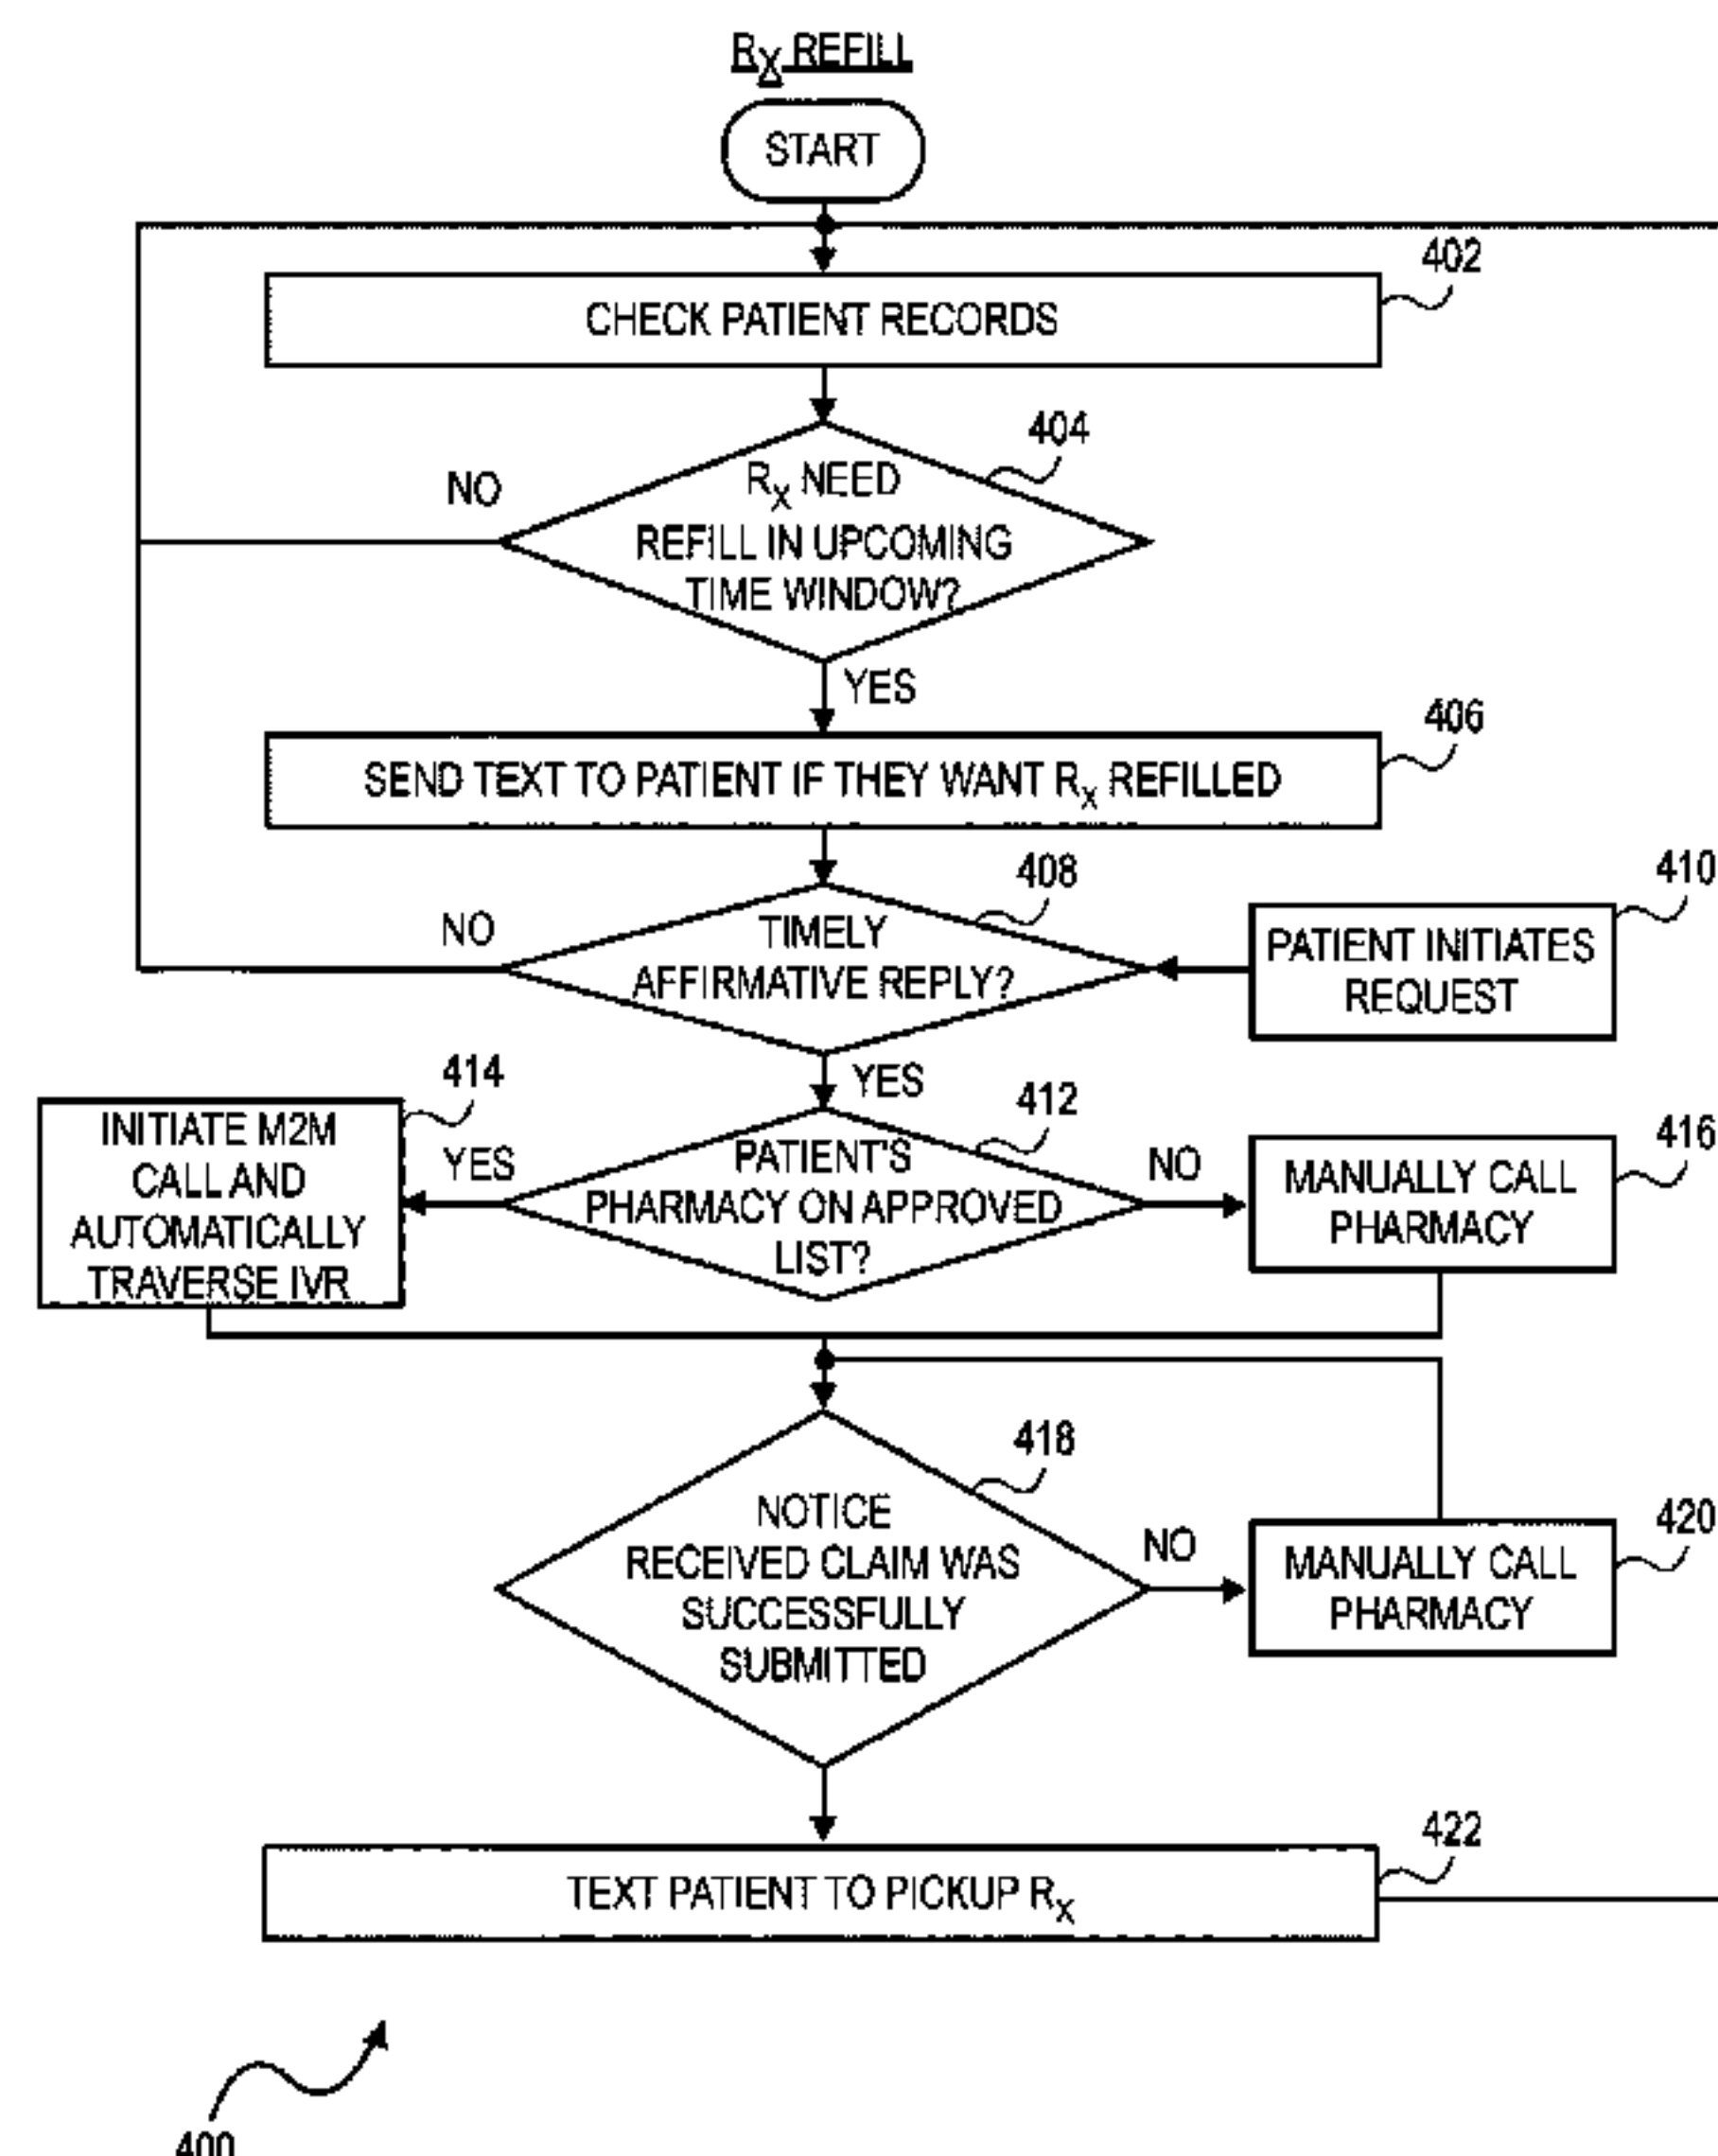 Rx REFILL
START
402
CHECK PATIENT RECORDS
404
NO
Rx NEED
REFILL IN UPCOMING
TIME WINDOW?
YES
406
SEND TEXT TO PATIENT IF THEY WANT Rx REFILLED
408
410
NO
TIMELY
AFFIRMATIVE REPLY?
PATIENT INITIATES
REQUEST
YES
414
412
416
INITIATE M2M
CALL AND
AUTOMATICALLY
TRAVERSE IVR
YES
PATIENT'S
PHARMACY ON APPROVED
LIST?
NO
MANUALLY CALL
PHARMACY
418
NOTICE
RECEIVED CLAIM WAS
SUCCESSFULLY
SUBMITTED
NO
420
MANUALLY CALL
PHARMACY
422
TEXT PATIENT TO PICKUP Rx
400